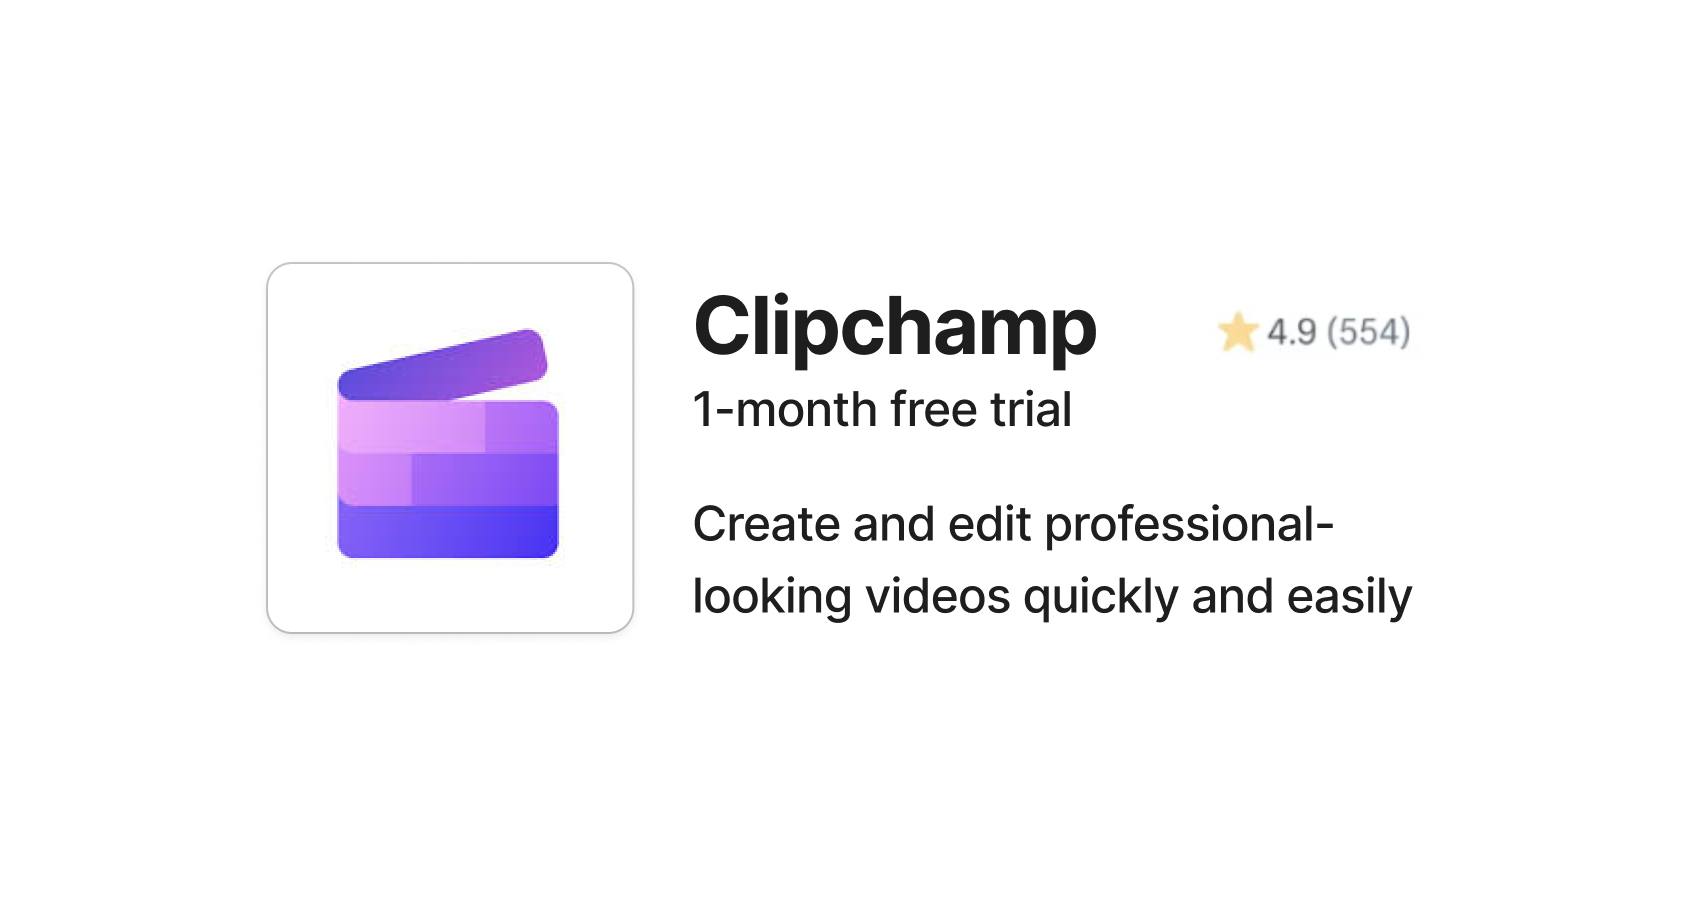 Clipchamp
4.9 (554)
1-month free trial
Create and edit professional-
looking videos quickly and easily